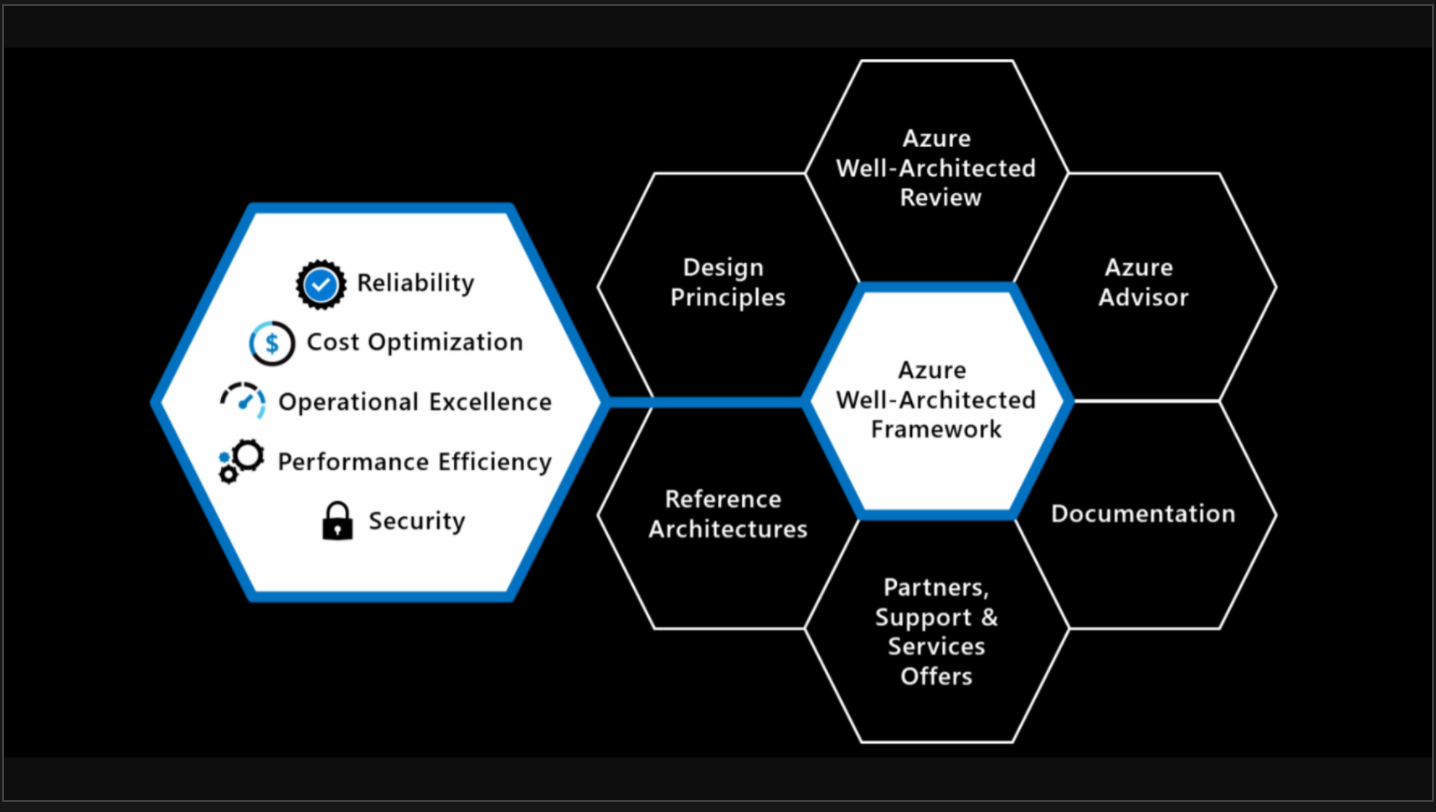 Reliability
$
Cost Optimization
Operational Excellence
Performance Efficiency
Security
Design
Principles
Reference
Architectures
Azure
Well-Architected
Review
Azure
Well-Architected
Framework
Partners,
Support &
Services
Offers
Azure
Advisor
Documentation